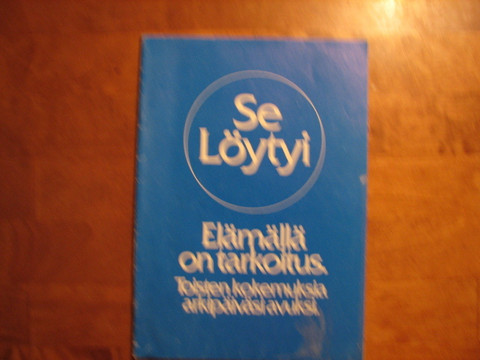 Se
Löytyi
Elämällä
on tarkoitus.
Toisten kokemuksia
arkipäiväsi avuksi.